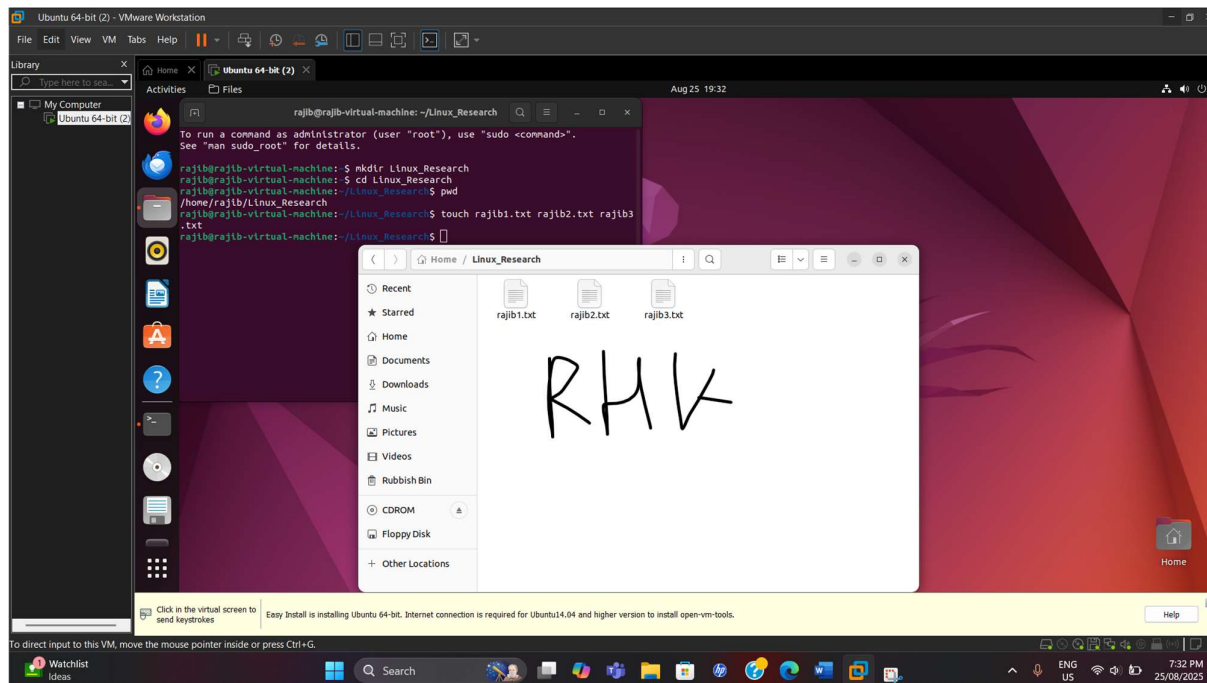 Ubuntu 64-bit (2) - VMware Workstation
File Edit View VM Tabs Help
Library X
Type here to sea...
Home X Ubuntu 64-bit (2) X
My Computer
Ubuntu 64-bit (2)
Activities Files Aug 25 19:32
rajib@rajib-virtual-machine: ~/Linux_Research
To run a command as administrator (user "root"), use "sudo <command>".
See "man sudo_root" for details.
rajib@rajib-virtual-machine:~$ mkdir Linux_Research
rajib@rajib-virtual-machine:~$ cd Linux_Research
rajib@rajib-virtual-machine:~/Linux_Research$ pwd
/home/rajib/Linux_Research
rajib@rajib-virtual-machine:~/Linux_Research$ touch rajib1.txt rajib2.txt rajib3
.txt
rajib@rajib-virtual-machine:~/Linux_Research$
Home / Linux_Research
Recent
Starred
Home
Documents
Downloads
Music
Pictures
Videos
Rubbish Bin
CDROM
Floppy Disk
+ Other Locations
rajib1.txt rajib2.txt rajib3.txt
RHK
Home
Click in the virtual screen to
send keystrokes
Easy Install is installing Ubuntu 64-bit. Internet connection is required for Ubuntu14.04 and higher version to install open-vm-tools.
Help
To direct input to this VM, move the mouse pointer inside or press Ctrl+G.
1
Watchlist
Ideas
Search
ENG
US
7:32 PM
25/08/2025